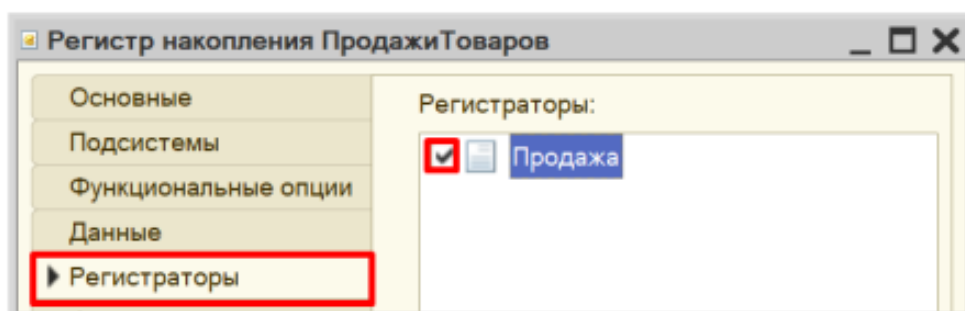 Регистр накопления ПродажиТоваров
Основные
Подсистемы
Функциональные опции
Данные
Регистраторы
Регистраторы:
Продажа